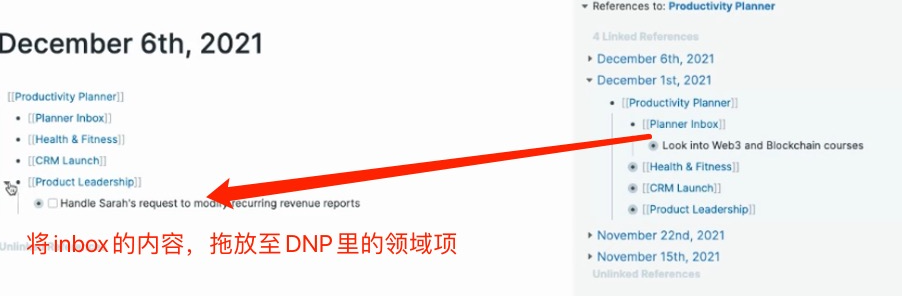 December 6th, 2021
[[Productivity Planner]]
[[Planner Inbox]]
[[Health & Fitness]]
[[CRM Launch]]
[[Product Leadership]]
Handle Sarah's request to modify recurring revenue reports
将inbox的内容，拖放至DNP里的领域项
References to: Productivity Planner
4 Linked References
December 6th, 2021
December 1st, 2021
[[Productivity Planner]]
[[Planner Inbox]]
Look into Web3 and Blockchain courses
[[Health & Fitness]]
[[CRM Launch]]
[[Product Leadership]]
November 22nd, 2021
November 15th, 2021
Unlinked References